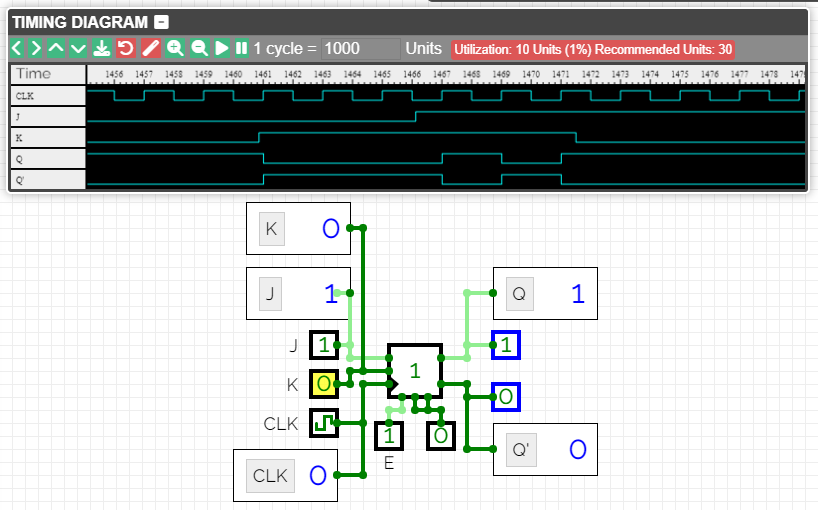 TIMING DIAGRAM
1 cycle = 1000 Units Utilization: 10 Units (1%) Recommended Units: 30
Time 1456 1457 1458 1459 1460 1461 1462 1463 1464 1465 1466 1467 1468 1469 1470 1471 1472 1473 1474 1475 1476 1477 1478
CLK
J
K
Q
Q'
K 0
J 1
Q 1
J 1
1
1
K 0
0
CLK
1 0
E
Q' 0
CLK 0